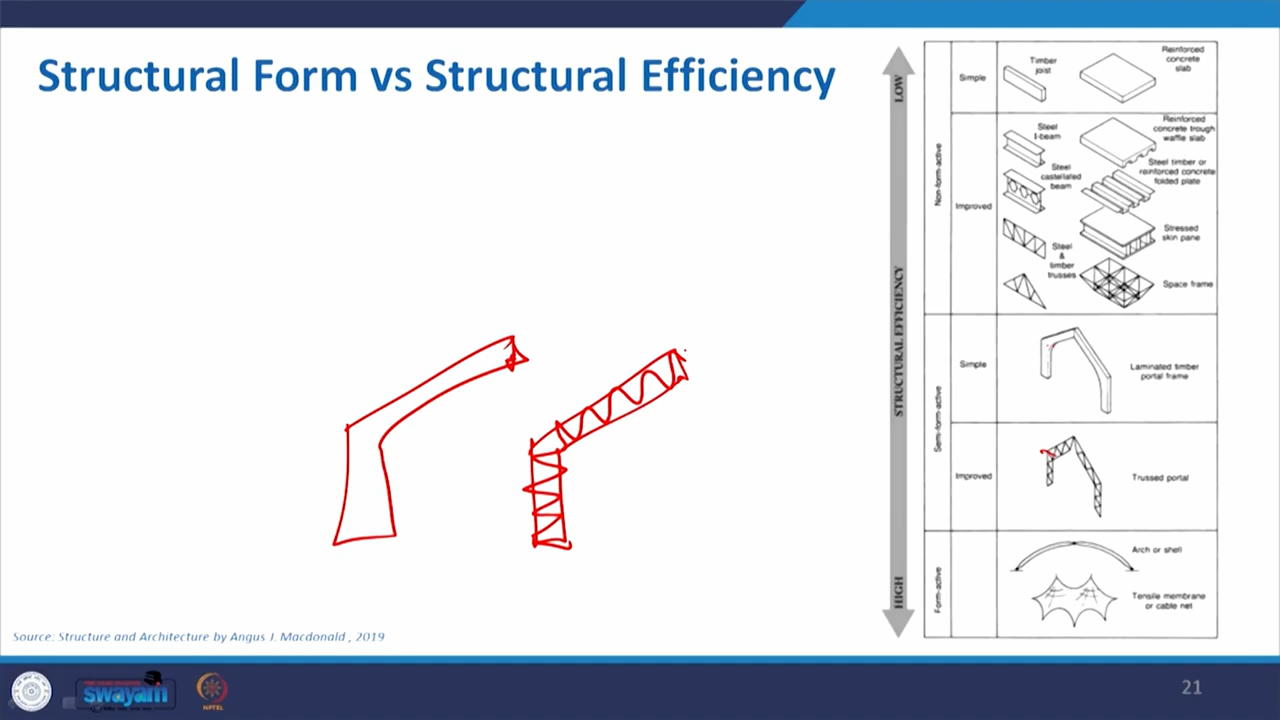 Structural Form vs Structural Efficiency
LOW
STRUCTURAL EFFICIENCY
HIGH
Non-form-active
Simple
Timber
joist
Reinforced
concrete
slab
Improved
Steel
I-beam
Reinforced
concrete trough
waffle slab
Steel
castellated
beam
Steel timber or
reinforced concrete
folded plate
Steel
&
timber
trusses
Stressed
skin pane
Space frame
Semi-form-active
Simple
Laminated timber
portal frame
Improved
Trussed portal
Form-active
Arch or shell
Tensile membrane
or cable net
Source: Structure and Architecture by Angus J. Macdonald , 2019
swayam
NPTEL
21